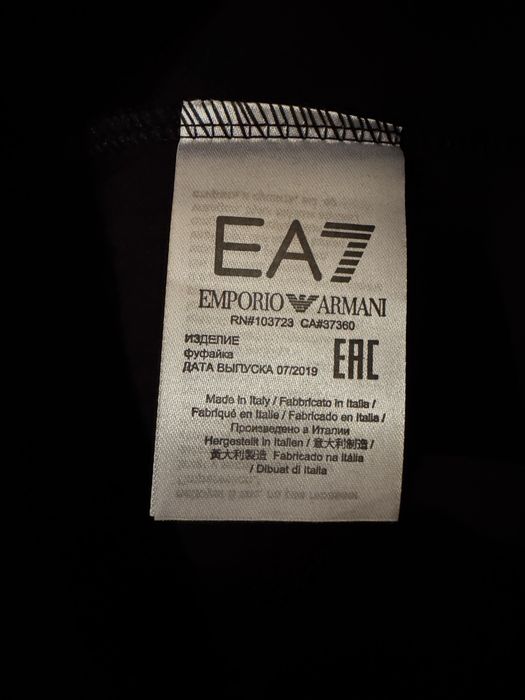 EA7
EMPORIO ARMANI
RN#103723 CA#37360
ИЗДЕЛИЕ
фуфайка
ДАТА ВЫПУСКА 07/2019
EAC
Made in Italy / Fabbricato in Italia /
Fabriqué en Italie / Fabricado en Italia /
Произведено в Италии
Hergestellt in Italien / 意大利制造 /
黃大利製造 Fabricado na Itália
/ Dibuat di Italia